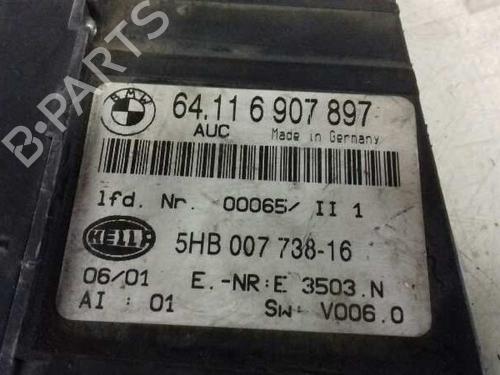 BMW
64.11 6 907 897
AUC Made in Germany
lfd. Nr. 00065/ II 1
HELLA 5HB 007 738-16
06/01 E.-NR:E 3503.N
AI : 01 SW: V006.0
B-PARTS